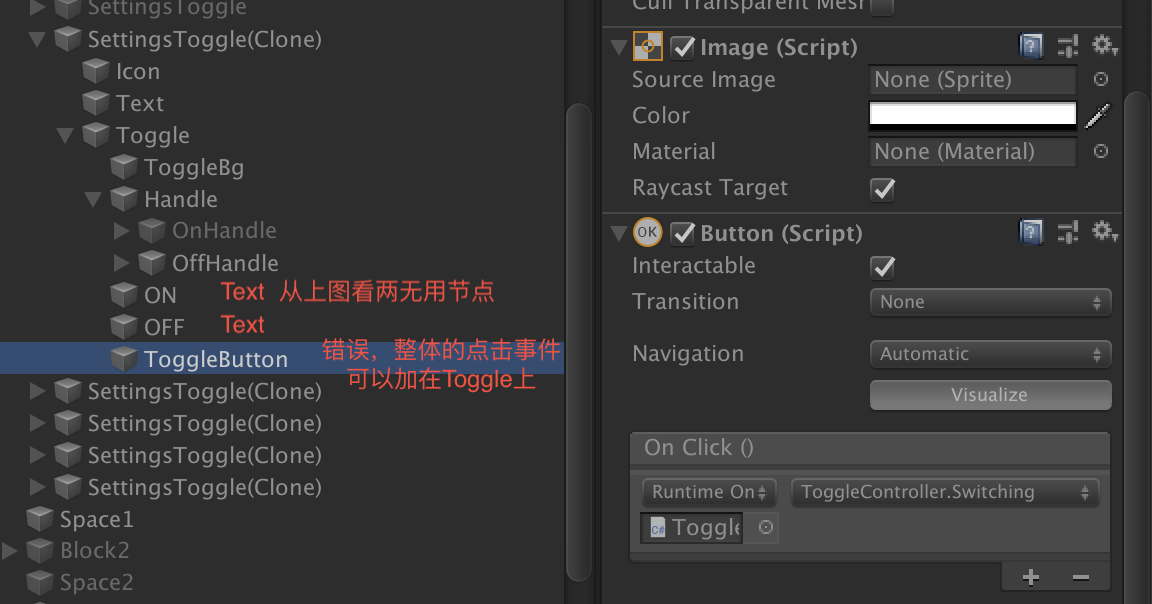 SettingsToggle
SettingsToggle(Clone)
Icon
Text
Toggle
ToggleBg
Handle
OnHandle
OffHandle
ON Text 从上图看两无用节点
OFF Text
ToggleButton 错误，整体的点击事件
可以加在Toggle上
SettingsToggle(Clone)
SettingsToggle(Clone)
SettingsToggle(Clone)
SettingsToggle(Clone)
Space1
Block2
Space2
Cull Transparent Mesh
Image (Script)
Source Image None (Sprite)
Color
Material None (Material)
Raycast Target
OK Button (Script)
Interactable
Transition None
Navigation Automatic
Visualize
On Click ()
Runtime On ToggleController.Switching
C# Toggle
+ −